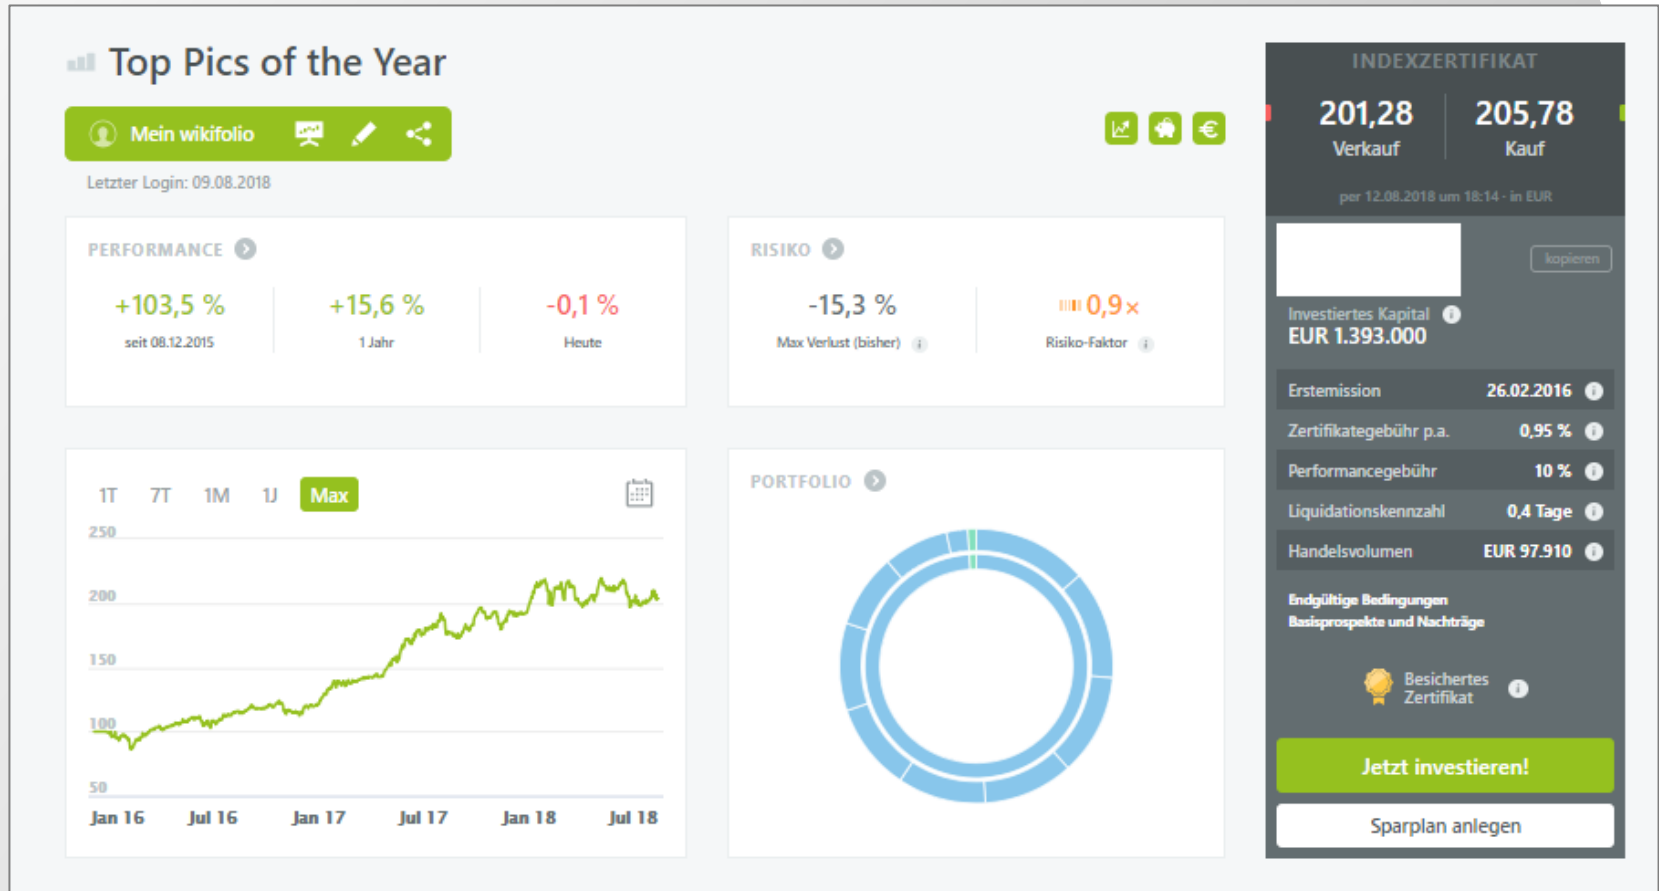 Top Pics of the Year
Mein wikifolio
Letzter Login: 09.08.2018
PERFORMANCE
+103,5 %
seit 08.12.2015
+15,6 %
1 Jahr
-0,1 %
Heute
RISIKO
-15,3 %
Max Verlust (bisher) i
0,9 x
Risiko-Faktor i
1T 7T 1M 1J Max
250
200
150
100
50
Jan 16 Jul 16 Jan 17 Jul 17 Jan 18 Jul 18
PORTFOLIO
INDEXZERTIFIKAT
201,28
Verkauf
205,78
Kauf
per 12.08.2018 um 18:14 - in EUR
kopieren
Investiertes Kapital i
EUR 1.393.000
Erstemission 26.02.2016 i
Zertifikategebühr p.a. 0,95 % i
Performancegebühr 10 % i
Liquidationskennzahl 0,4 Tage i
Handelsvolumen EUR 97.910 i
Endgültige Bedingungen
Basisprospekte und Nachträge
Besichertes
Zertifikat i
Jetzt investieren!
Sparplan anlegen